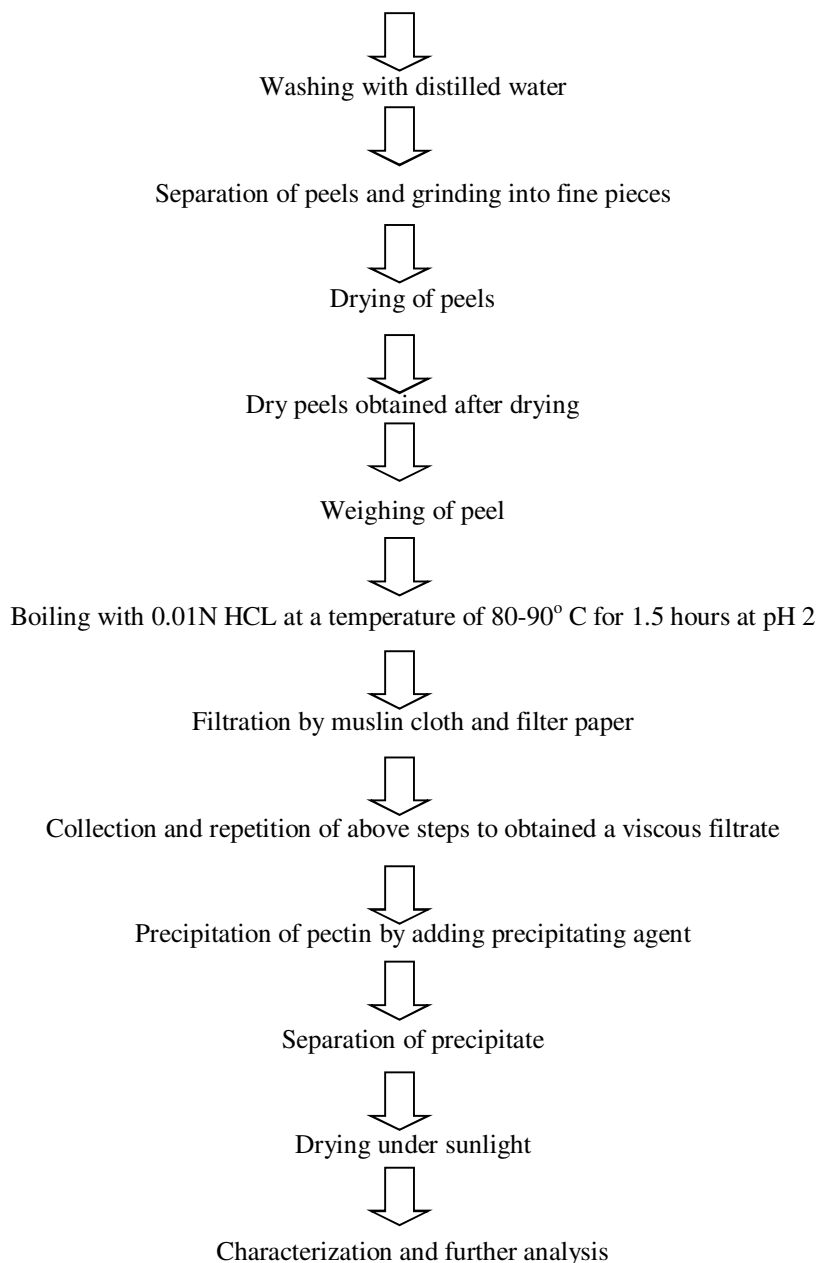 Washing with distilled water
Separation of peels and grinding into fine pieces
Drying of peels
Dry peels obtained after drying
Weighing of peel
Boiling with 0.01N HCL at a temperature of 80-90° C for 1.5 hours at pH 2
Filtration by muslin cloth and filter paper
Collection and repetition of above steps to obtained a viscous filtrate
Precipitation of pectin by adding precipitating agent
Separation of precipitate
Drying under sunlight
Characterization and further analysis